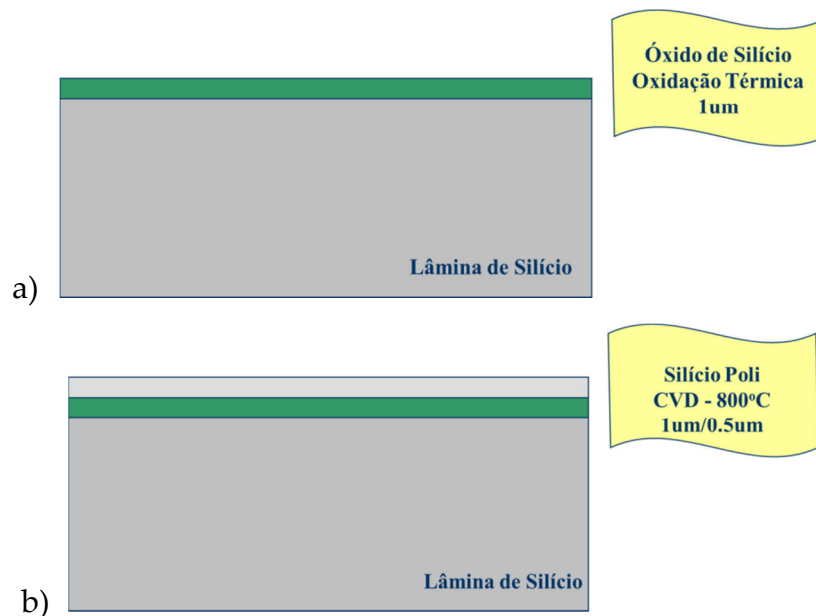 Óxido de Silício
Oxidação Térmica
1um
Lâmina de Silício
a)
Silício Poli
CVD - 800ºC
1um/0.5um
Lâmina de Silício
b)